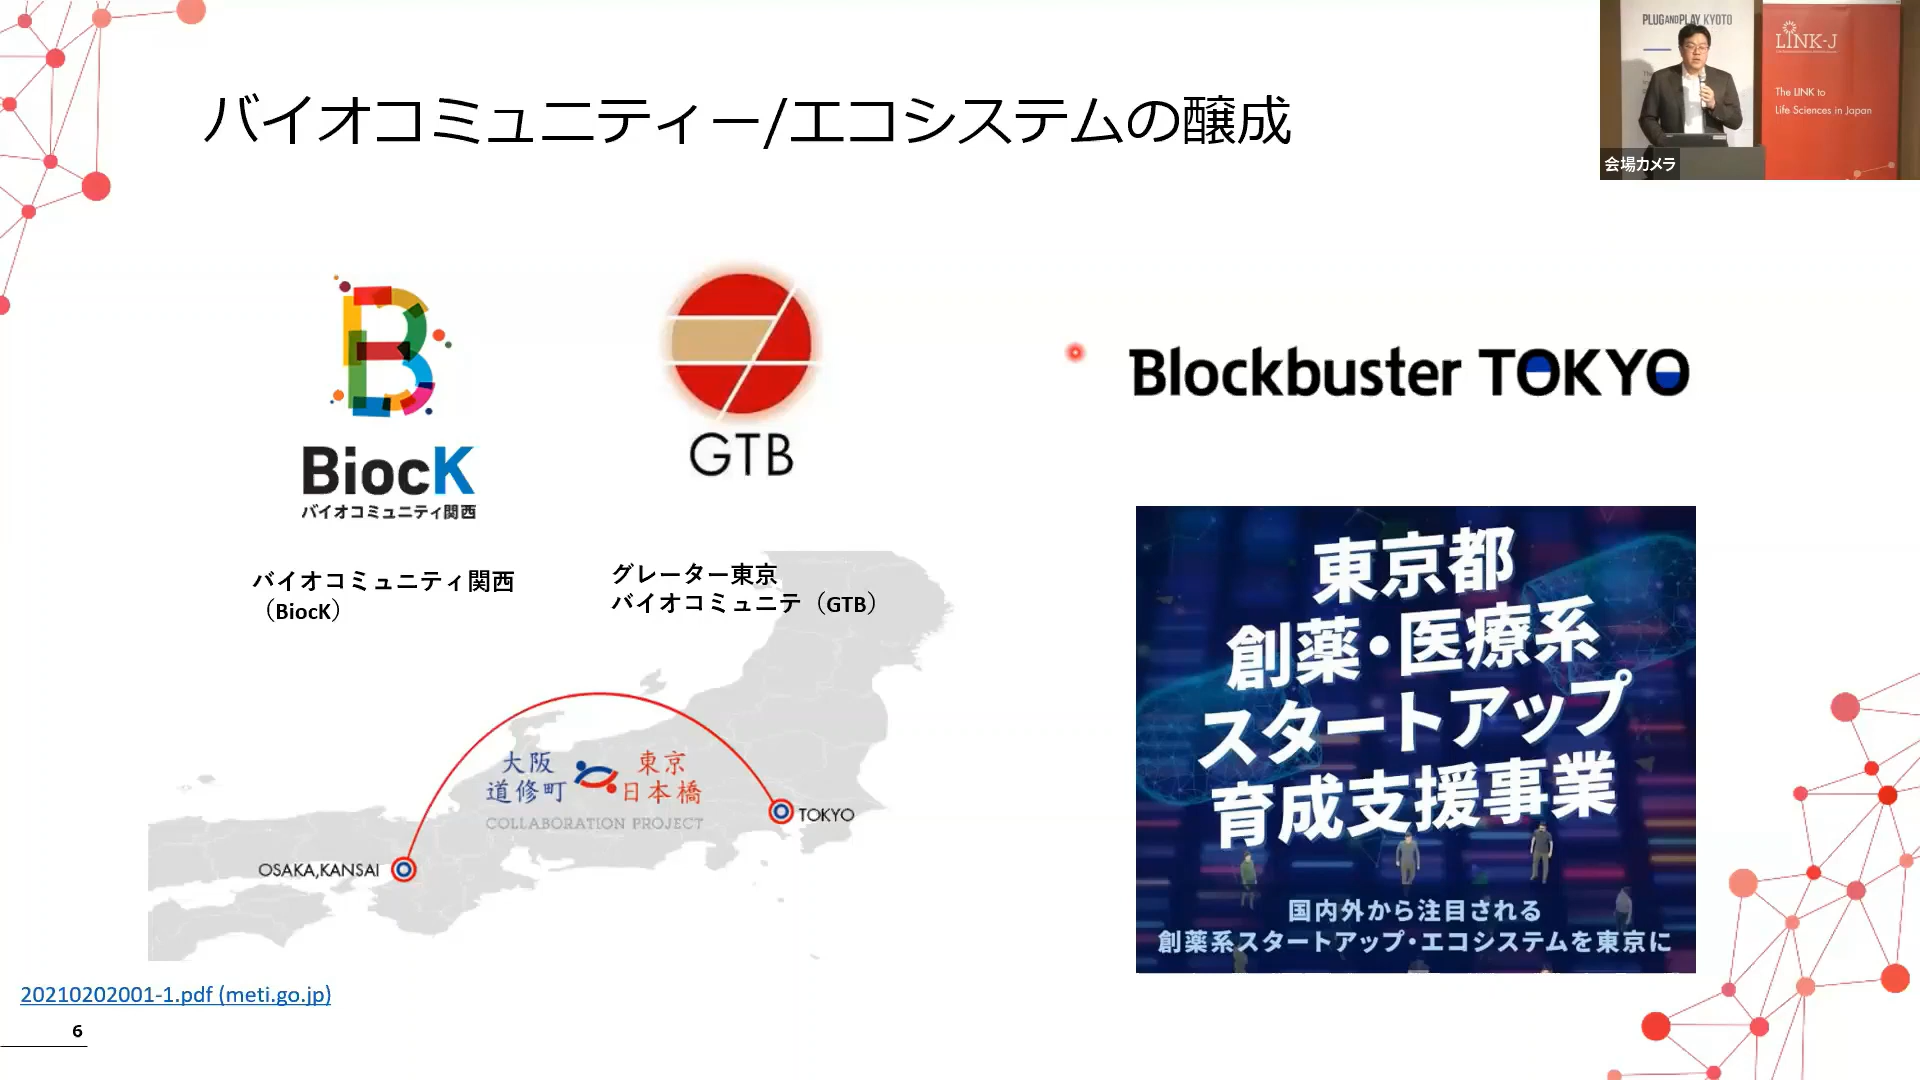 バイオコミュニティー/エコシステムの醸成
PLUG AND PLAY KYOTO
LINK-J
The LINK to
Life Sciences in Japan
会場カメラ
BiocK
バイオコミュニティ関西
GTB
Blockbuster TOKYO
バイオコミュニティ関西
（BiocK）
グレーター東京
バイオコミュニテ（GTB）
大阪
道修町
東京
日本橋
COLLABORATION PROJECT
TOKYO
OSAKA,KANSAI
東京都
創薬・医療系
スタートアップ
育成支援事業
国内外から注目される
創薬系スタートアップ・エコシステムを東京に
20210202001-1.pdf (meti.go.jp)
6